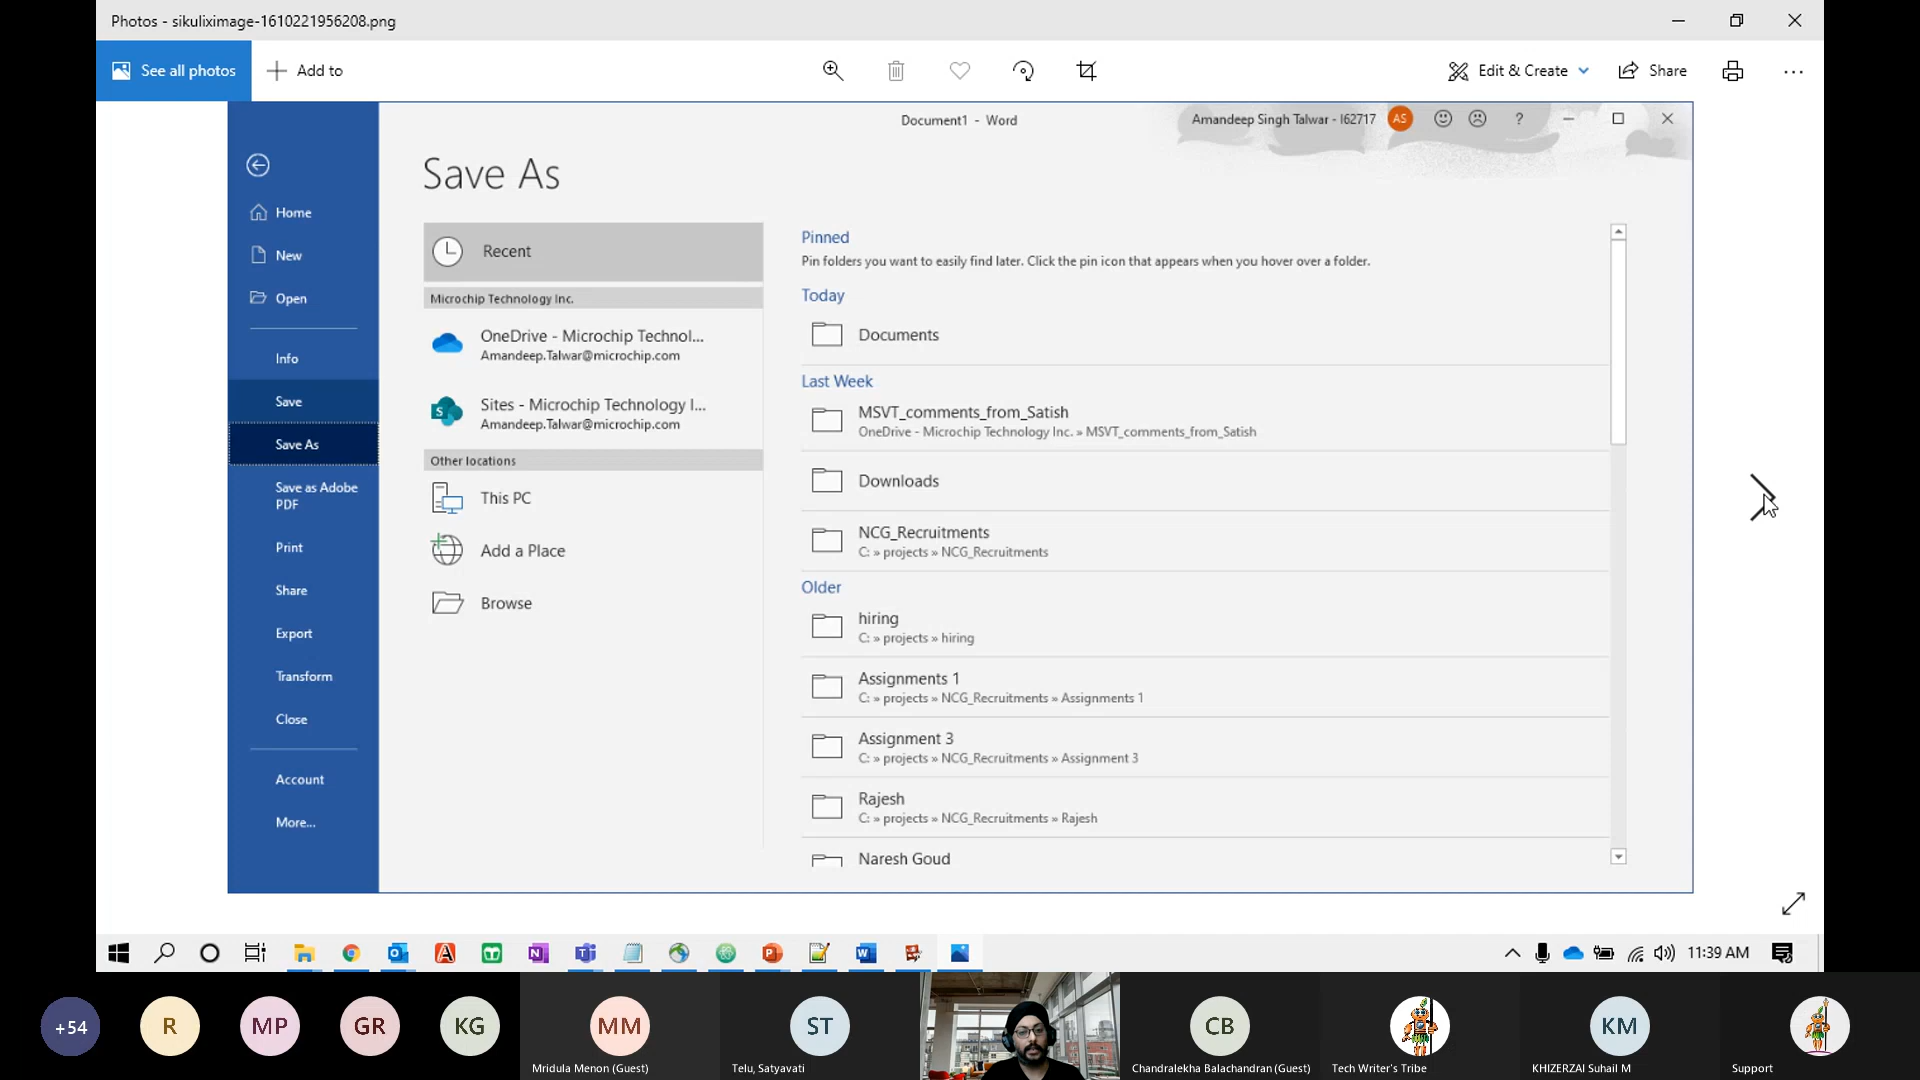 Photos - sikuliximage-1610221956208.png
See all photos
Add to
Edit & Create
Share
Document1 - Word
Amandeep Singh Talwar - I62717
AS
?
Save As
Home
New
Open
Info
Save
Save As
Save as Adobe
PDF
Print
Share
Export
Transform
Close
Account
More...
Recent
Microchip Technology Inc.
OneDrive - Microchip Technol...
Amandeep.Talwar@microchip.com
S
Sites - Microchip Technology I...
Amandeep.Talwar@microchip.com
Other locations
This PC
Add a Place
Browse
Pinned
Pin folders you want to easily find later. Click the pin icon that appears when you hover over a folder.
Today
Documents
Last Week
MSVT_comments_from_Satish
OneDrive - Microchip Technology Inc. » MSVT_comments_from_Satish
Downloads
NCG_Recruitments
C: » projects » NCG_Recruitments
Older
hiring
C: » projects » hiring
Assignments 1
C: » projects » NCG_Recruitments » Assignments 1
Assignment 3
C: » projects » NCG_Recruitments » Assignment 3
Rajesh
C: » projects » NCG_Recruitments » Rajesh
Naresh Goud
11:39 AM
+54
R
MP
GR
KG
MM
Mridula Menon (Guest)
ST
Telu, Satyavati
CB
Chandralekha Balachandran (Guest)
Tech Writer's Tribe
KM
KHIZERZAI Suhail M
Support